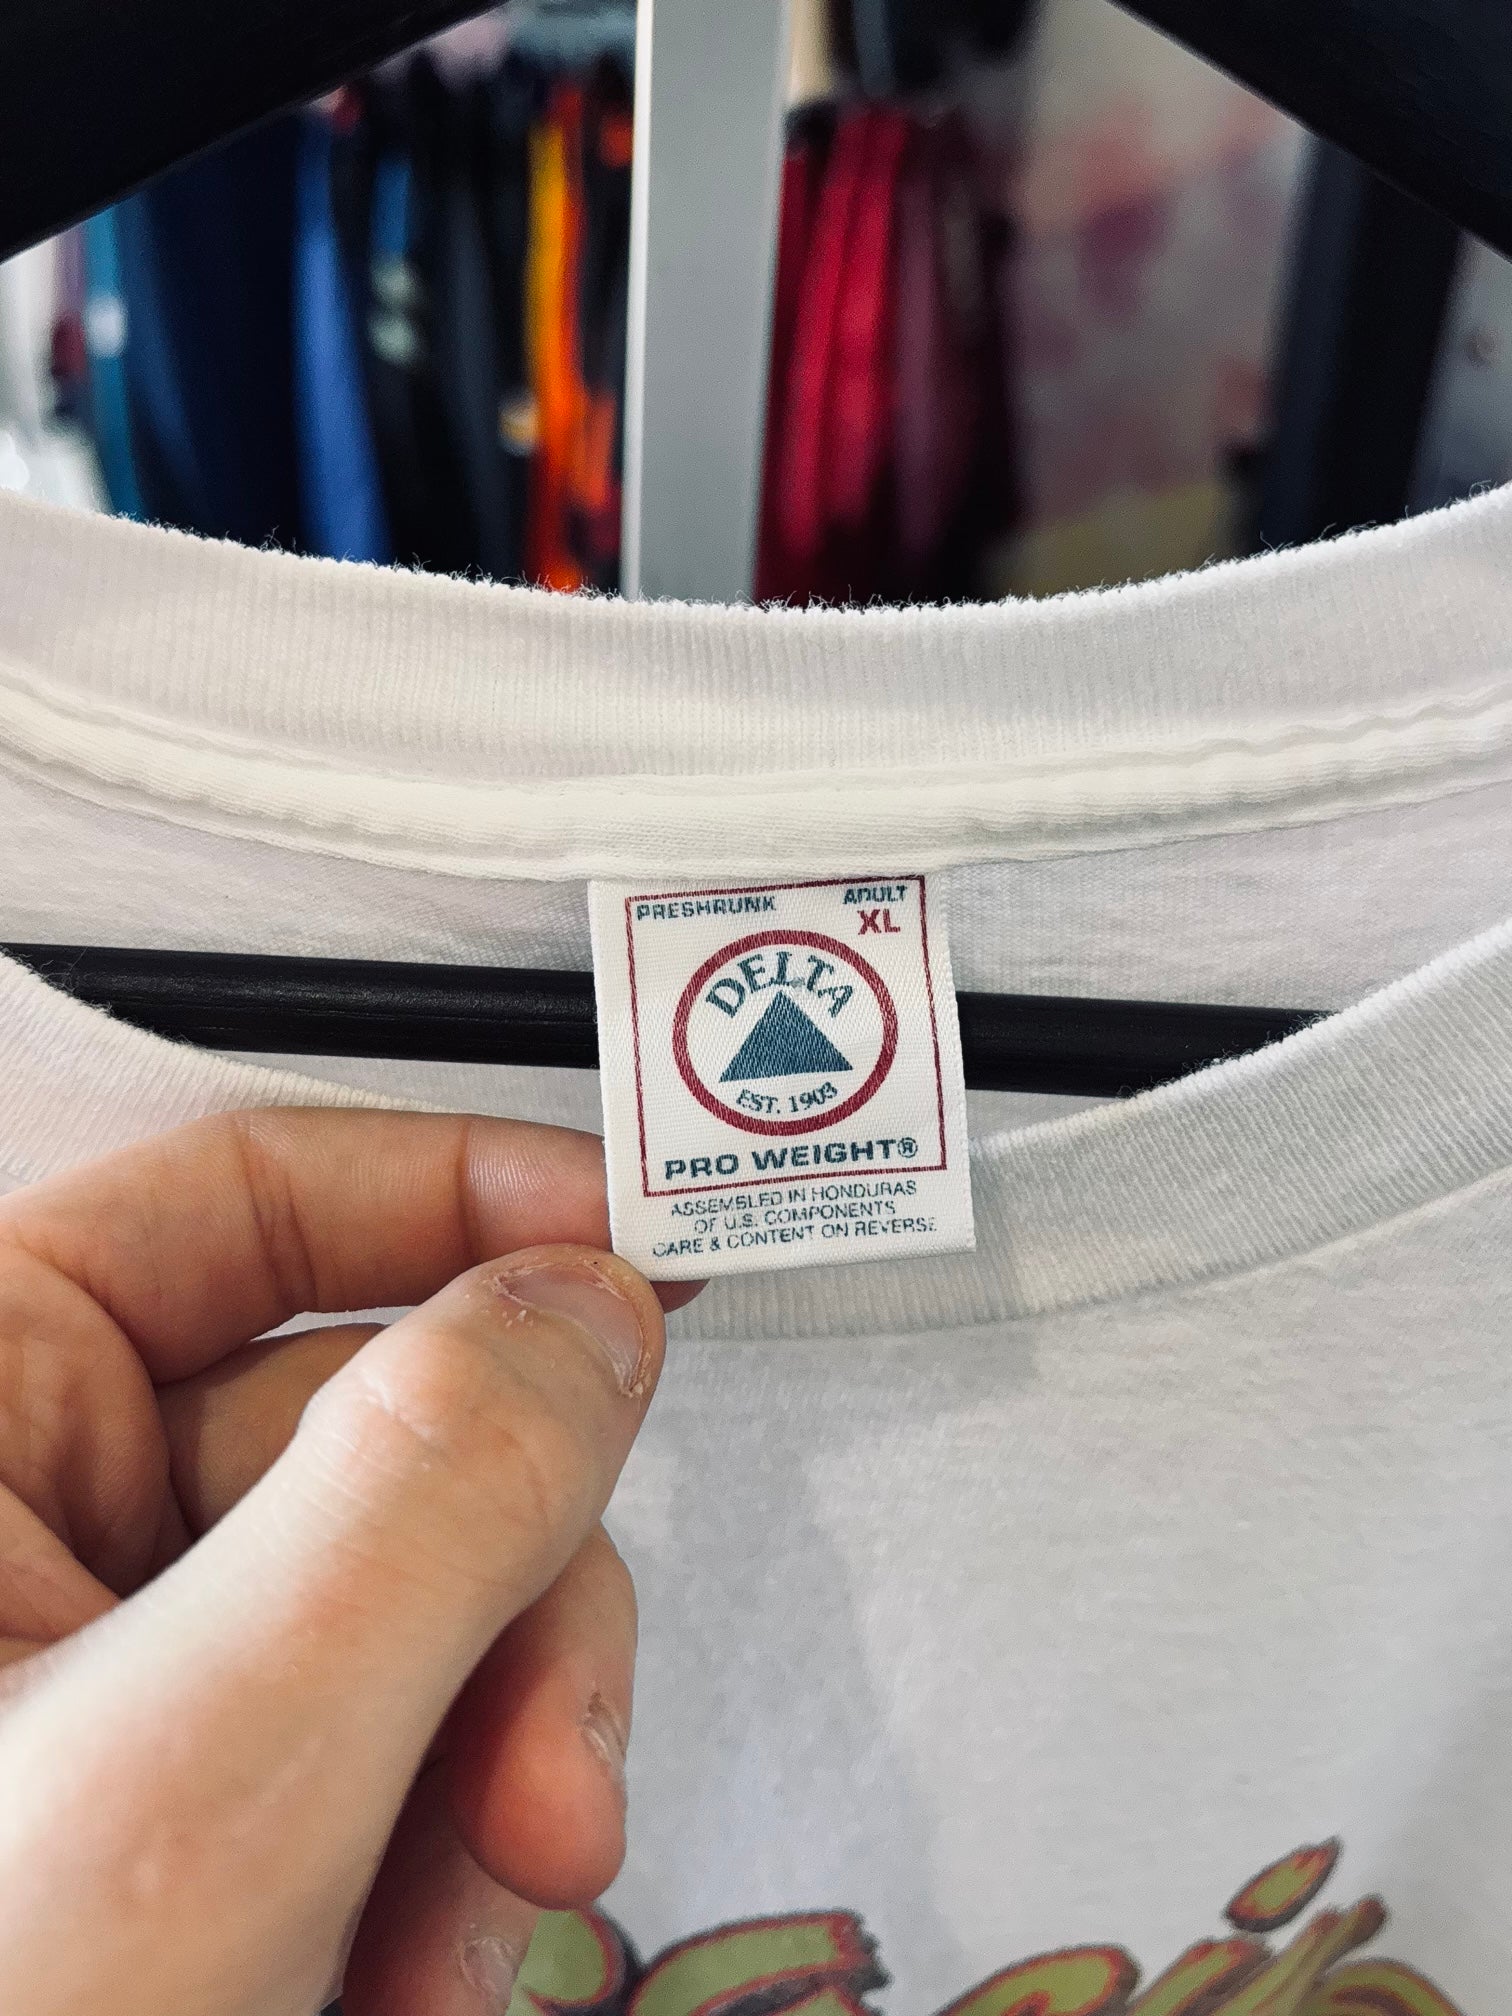 PRESHRUNK ADULT
XL
DELTA
EST. 1903
PRO WEIGHT®
ASSEMBLED IN HONDURAS
OF U.S. COMPONENTS
CARE & CONTENT ON REVERSE